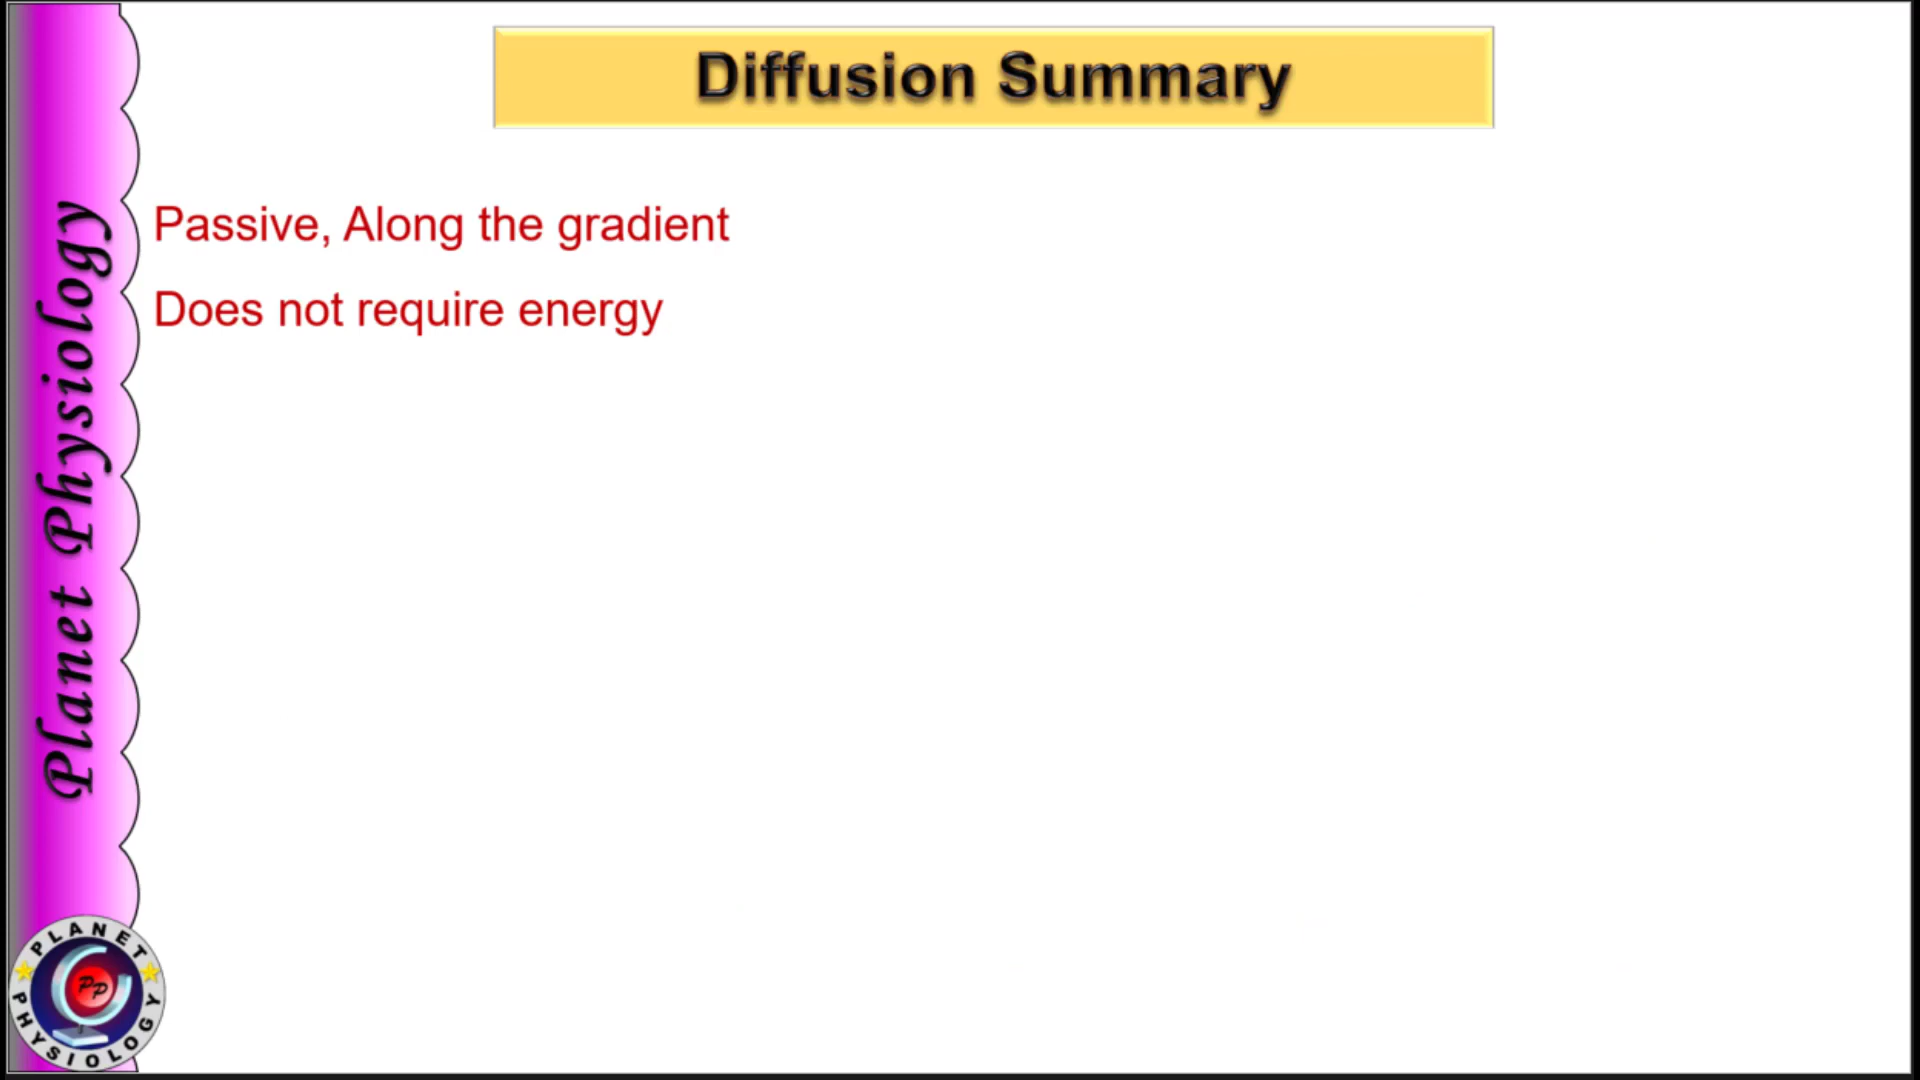 Diffusion Summary
Passive, Along the gradient
Does not require energy
Planet Physiology
PLANET
PP
PHYSIOLOGY